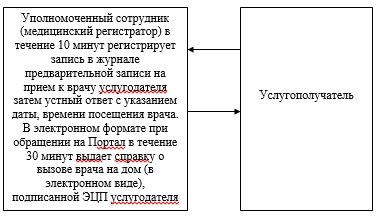 Уполномоченный сотрудник
(медицинский регистратор) в
течение 10 минут регистрирует
запись в журнале
предварительной записи на
прием к врачу услугодателя
затем устный ответ с указанием
даты, времени посещения врача.
В электронном формате при
обращении на Портал в течение
30 минут выдает справку о
вызове врача на дом (в
электронном виде),
подписанной ЭЦП услугодателя
Услугополучатель